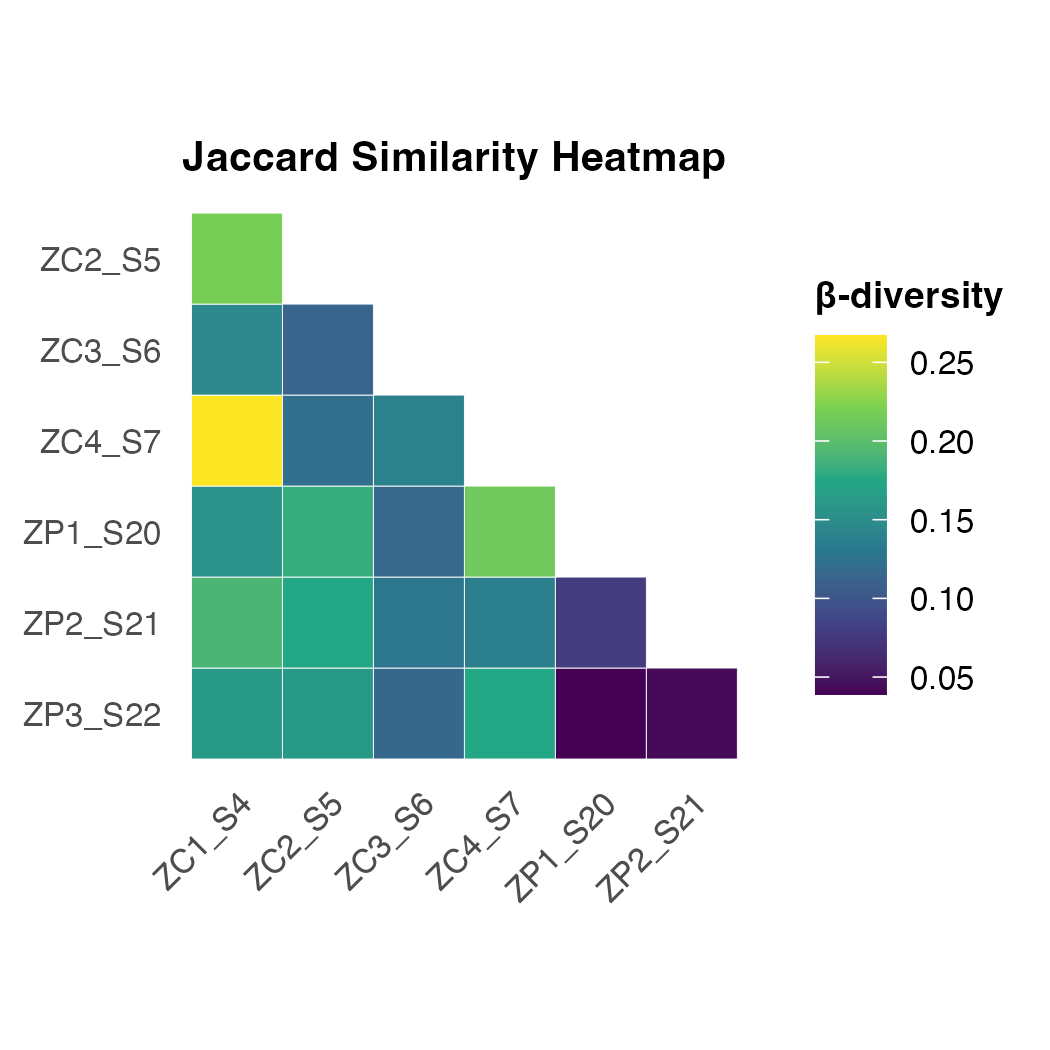 Jaccard Similarity Heatmap
ZC2_S5
ZC3_S6
ZC4_S7
ZP1_S20
ZP2_S21
ZP3_S22
ZC1_S4
ZC2_S5
ZC3_S6
ZC4_S7
ZP1_S20
ZP2_S21
β-diversity
0.25
0.20
0.15
0.10
0.05